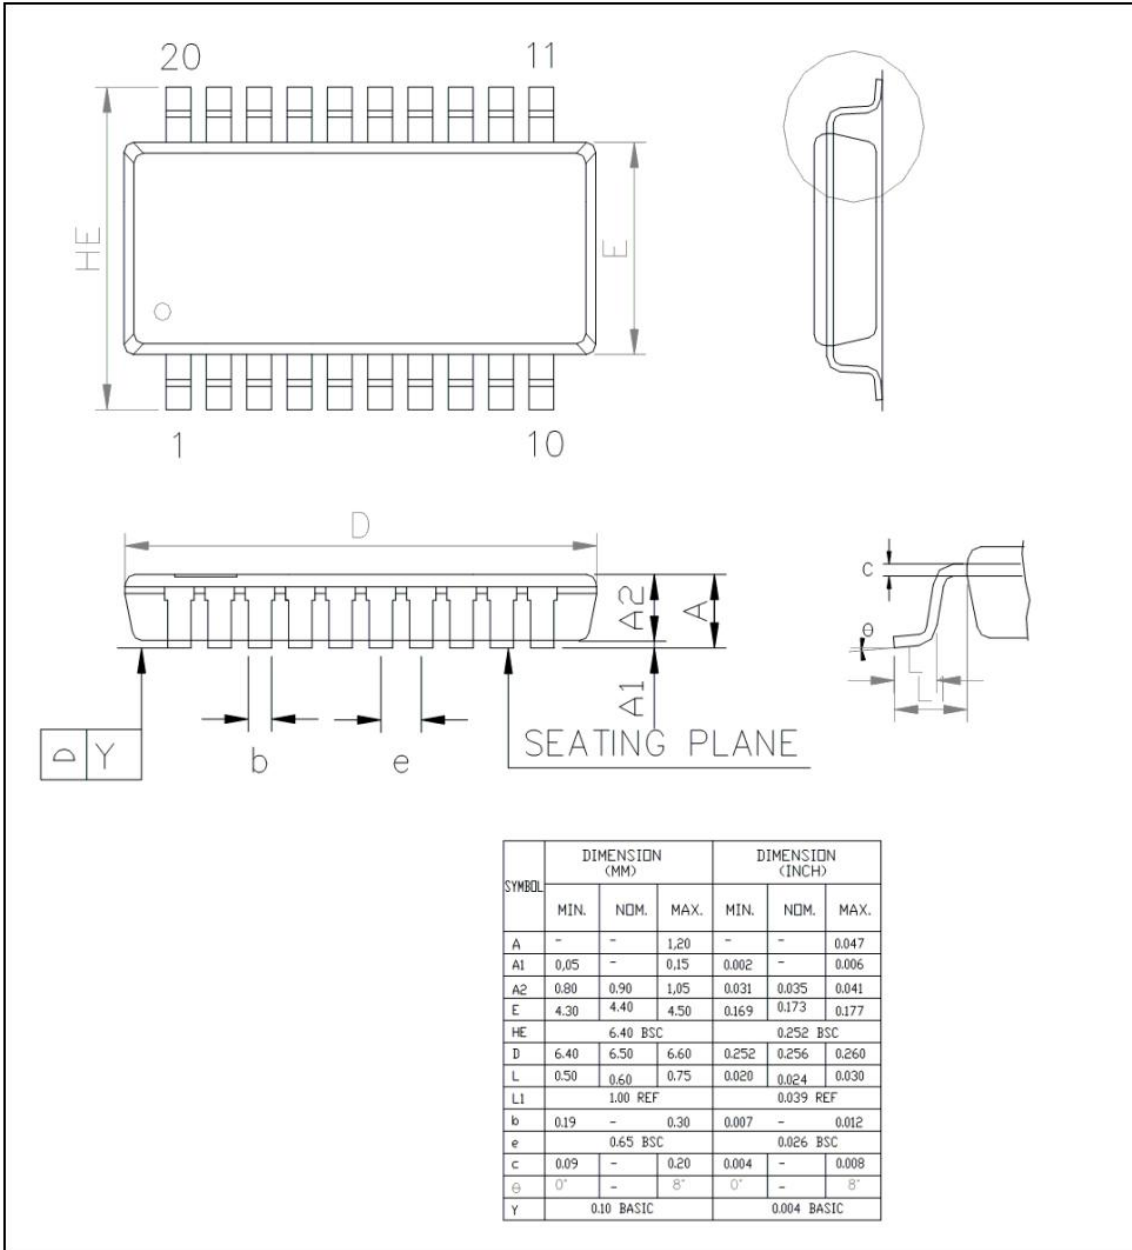 20 11
HE
E
1 10
D
A2
A
A1
c
θ
L
L
Y
b
e
SEATING PLANE
SYMBOL DIMENSION (MM) DIMENSION (INCH)
MIN. NOM. MAX. MIN. NOM. MAX.
A - - 1,20 - - 0.047
A1 0,05 - 0,15 0.002 - 0.006
A2 0.80 0.90 1,05 0.031 0.035 0.041
E 4.30 4.40 4.50 0.169 0.173 0.177
HE 6.40 BSC 0.252 BSC
D 6.40 6.50 6.60 0.252 0.256 0.260
L 0.50 0.60 0.75 0.020 0.024 0.030
L1 1.00 REF 0.039 REF
b 0.19 - 0.30 0.007 - 0.012
e 0.65 BSC 0.026 BSC
c 0.09 - 0.20 0.004 - 0.008
θ 0° - 8° 0° - 8°
Y 0.10 BASIC 0.004 BASIC